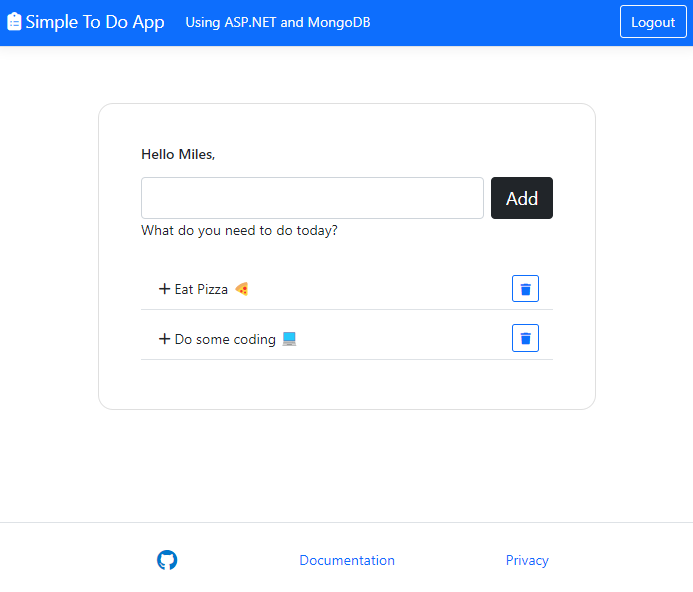 Simple To Do App Using ASP.NET and MongoDB Logout
Hello Miles,
Add
What do you need to do today?
Eat Pizza 🍕
Do some coding 💻
Documentation Privacy